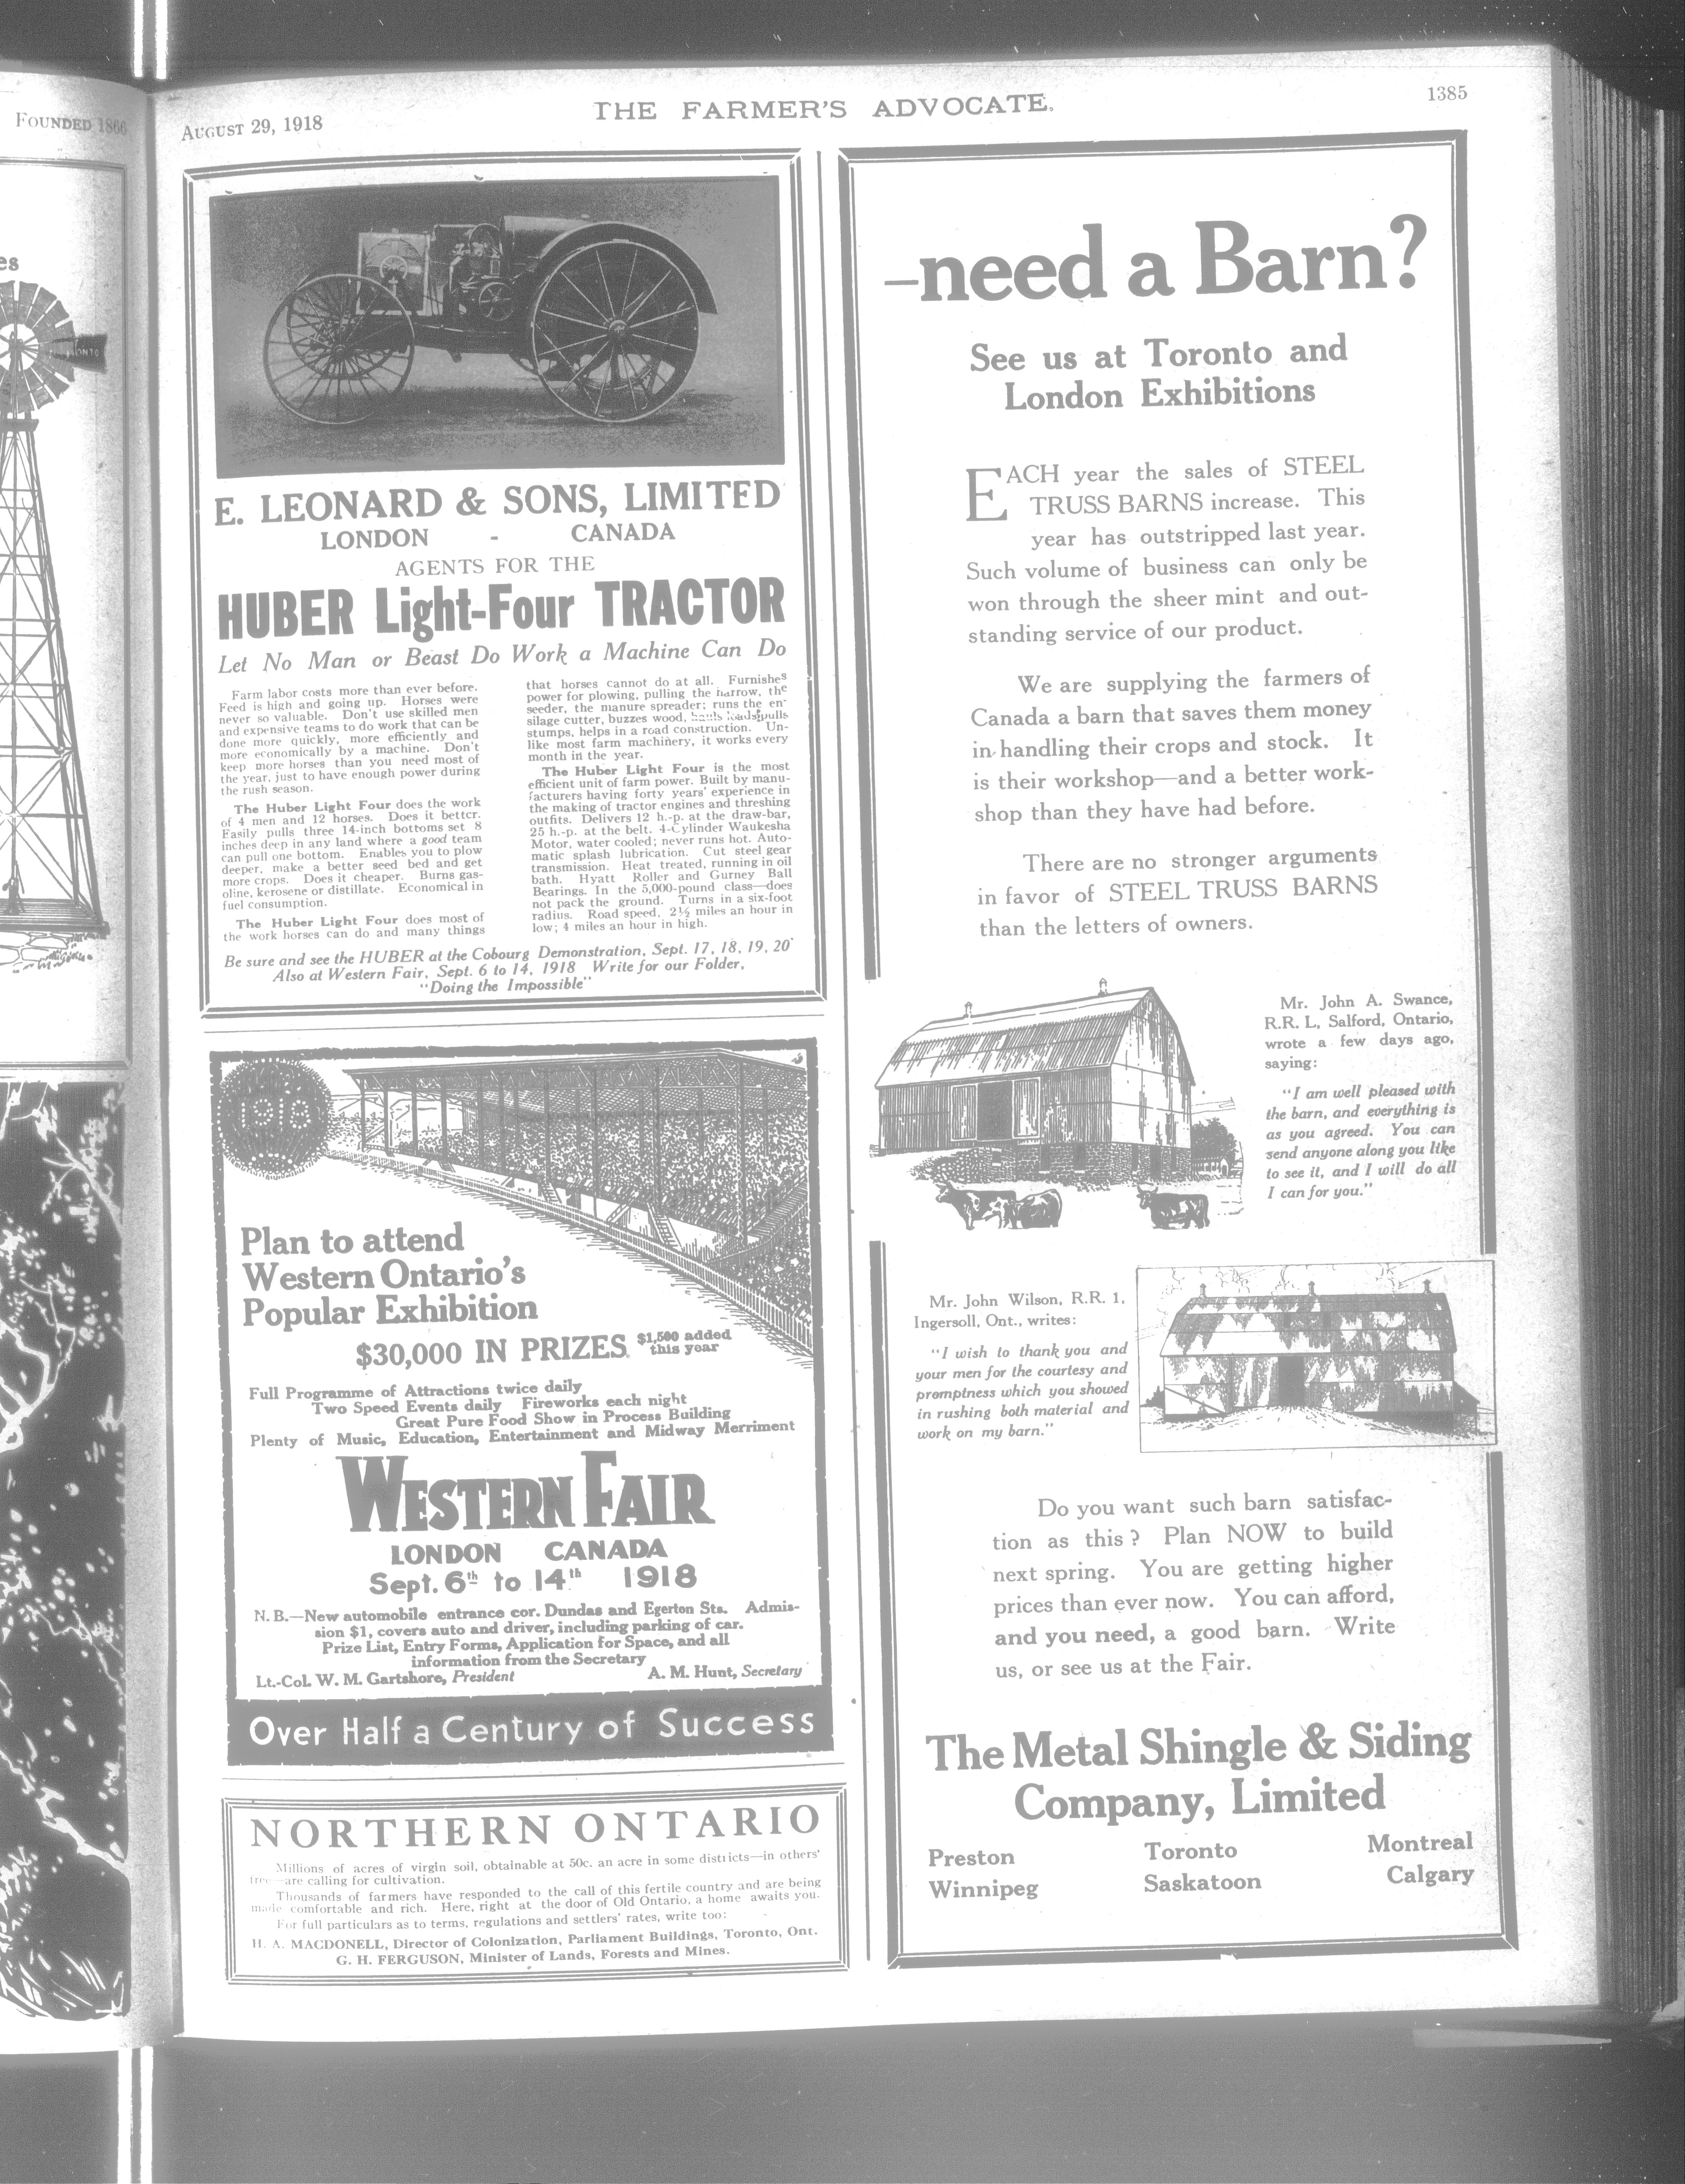 FOUNDED 1866
es
ONTO
AUGUST 29, 1918
THE FARMER'S ADVOCATE.
1385
E. LEONARD & SONS, LIMITED
LONDON - CANADA
AGENTS FOR THE
HUBER Light-Four TRACTOR
Let No Man or Beast Do Work a Machine Can Do
Farm labor costs more than ever before.
Feed is high and going up. Horses were
never so valuable. Don't use skilled men
and expensive teams to do work that can be
done more quickly, more efficiently and
more economically by a machine. Don't
keep more horses than you need most of
the year, just to have enough power during
the rush season.
The Huber Light Four does the work
of 4 men and 12 horses. Does it better.
Easily pulls three 14-inch bottoms set 8
inches deep in any land where a good team
can pull one bottom. Enables you to plow
deeper, make a better seed bed and get
more crops. Does it cheaper. Burns gas-
oline, kerosene or distillate. Economical in
fuel consumption.
The Huber Light Four does most of
the work horses can do and many things
that horses cannot do at all. Furnishes
power for plowing, pulling the harrow, the
seeder, the manure spreader; runs the en-
silage cutter, buzzes wood, hauls loads, pulls
stumps, helps in a road construction. Un-
like most farm machinery, it works every
month in the year.
The Huber Light Four is the most
efficient unit of farm power. Built by manu-
facturers having forty years' experience in
the making of tractor engines and threshing
outfits. Delivers 12 h.-p. at the draw-bar,
25 h.-p. at the belt. 4-Cylinder Waukesha
Motor, water cooled; never runs hot. Auto-
matic splash lubrication. Cut steel gear
transmission. Heat treated, running in oil
bath. Hyatt Roller and Gurney Ball
Bearings. In the 5,000-pound class—does
not pack the ground. Turns in a six-foot
radius. Road speed, 2½ miles an hour in
low; 4 miles an hour in high.
Be sure and see the HUBER at the Cobourg Demonstration, Sept. 17, 18, 19, 20
Also at Western Fair, Sept. 6 to 14, 1918 Write for our Folder,
"Doing the Impossible"
1918
Plan to attend
Western Ontario's
Popular Exhibition
$30,000 IN PRIZES $1,500 added
this year
Full Programme of Attractions twice daily
Two Speed Events daily Fireworks each night
Great Pure Food Show in Process Building
Plenty of Music, Education, Entertainment and Midway Merriment
WESTERN FAIR
LONDON CANADA
Sept. 6th to 14th 1918
N. B.—New automobile entrance cor. Dundas and Egerton Sts. Admis-
sion $1, covers auto and driver, including parking of car.
Prize List, Entry Forms, Application for Space, and all
information from the Secretary
Lt.-Col. W. M. Gartshore, President A. M. Hunt, Secretary
Over Half a Century of Success
NORTHERN ONTARIO
Millions of acres of virgin soil, obtainable at 50c. an acre in some districts—in others'
free—are calling for cultivation.
Thousands of farmers have responded to the call of this fertile country and are being
made comfortable and rich. Here, right at the door of Old Ontario, a home awaits you.
For full particulars as to terms, regulations and settlers' rates, write too:
H. A. MACDONELL, Director of Colonization, Parliament Buildings, Toronto, Ont.
G. H. FERGUSON, Minister of Lands, Forests and Mines.
—need a Barn?
See us at Toronto and
London Exhibitions
EACH year the sales of STEEL
TRUSS BARNS increase. This
year has outstripped last year.
Such volume of business can only be
won through the sheer mint and out-
standing service of our product.
We are supplying the farmers of
Canada a barn that saves them money
in handling their crops and stock. It
is their workshop—and a better work-
shop than they have had before.
There are no stronger arguments
in favor of STEEL TRUSS BARNS
than the letters of owners.
Mr. John A. Swance,
R.R. I., Salford, Ontario,
wrote a few days ago,
saying:
"I am well pleased with
the barn, and everything is
as you agreed. You can
send anyone along you like
to see it, and I will do all
I can for you."
Mr. John Wilson, R.R. 1,
Ingersoll, Ont., writes:
"I wish to thank you and
your men for the courtesy and
promptness which you showed
in rushing both material and
work on my barn."
Do you want such barn satisfac-
tion as this? Plan NOW to build
next spring. You are getting higher
prices than ever now. You can afford,
and you need, a good barn. Write
us, or see us at the Fair.
The Metal Shingle & Siding
Company, Limited
Preston Toronto Montreal
Winnipeg Saskatoon Calgary